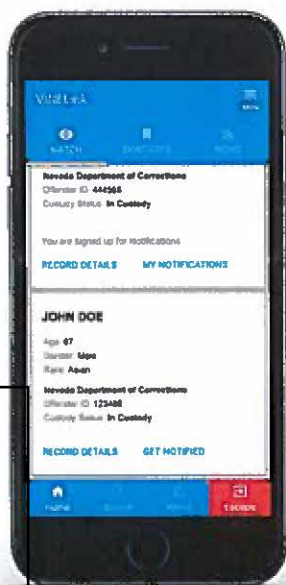 VINELink
MENU
WATCH
Nevada Department of Corrections
Offender ID
Custody Status In Custody
You are signed up for Notifications
RECORD DETAILS MY NOTIFICATIONS
JOHN DOE
Age 67
Gender Male
Race Asian
Nevada Department of Corrections
Offender ID
Custody Status In Custody
RECORD DETAILS GET NOTIFIED
Home
ESCAPE